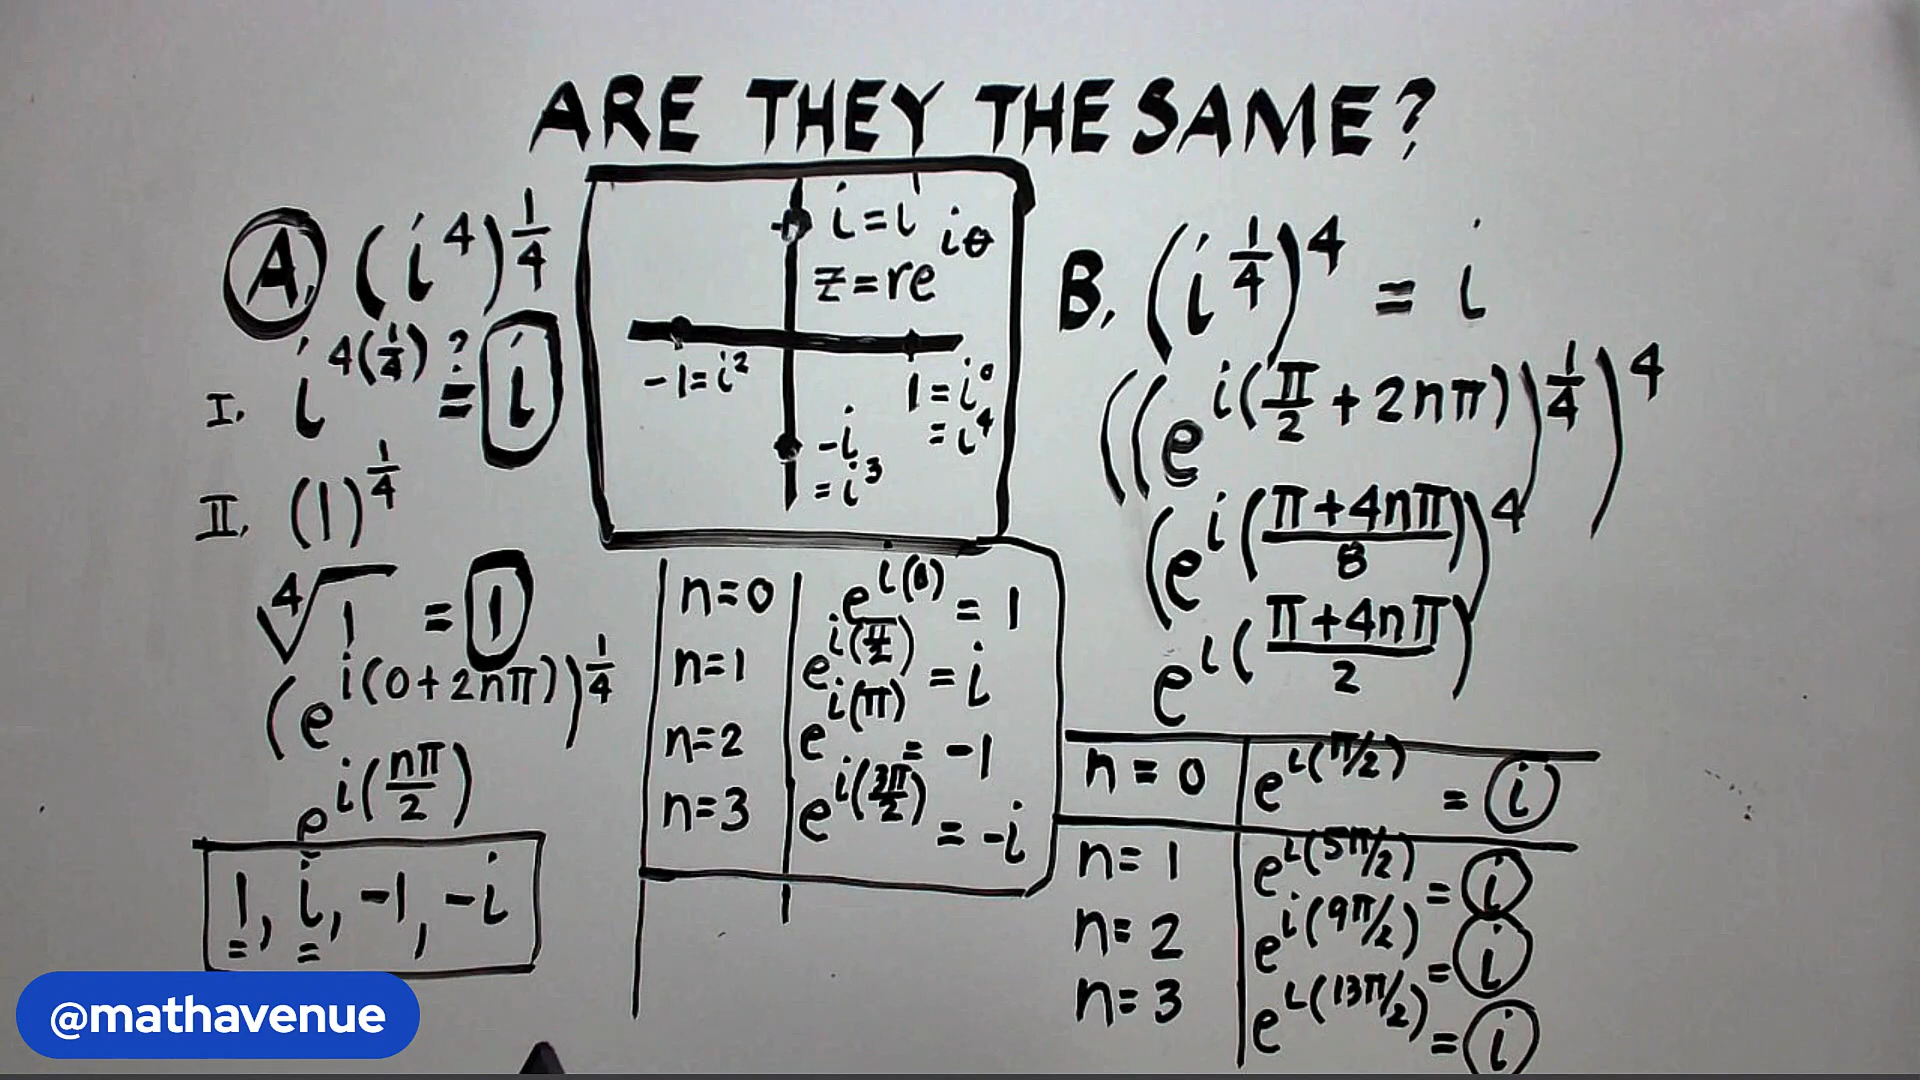 ARE THEY THE SAME?
A. (i^4)^{1/4}
I. i^{4(1/4)} ?= i
II. (1)^{1/4}
∜1 = 1
(e^{i(0+2nπ)})^{1/4}
e^{i(nπ/2)}
1, i, -1, -i
i = i
z = re^{iθ}
-1 = i^2
1 = i^0
= i^4
-i
= i^3
n=0 e^{i(0)} = 1
n=1 e^{i(π/2)} = i
n=2 e^{i(π)} = -1
n=3 e^{i(3π/2)} = -i
B. (i^{1/4})^4 = i
((e^{i(π/2 + 2nπ)})^{1/4})^4
(e^{i((π+4nπ)/8)})^4
e^{i((π+4nπ)/2)}
n = 0 e^{i(π/2)} = i
n= 1 e^{i(5π/2)} = i
n= 2 e^{i(9π/2)} = i
n= 3 e^{i(13π/2)} = i
@mathavenue